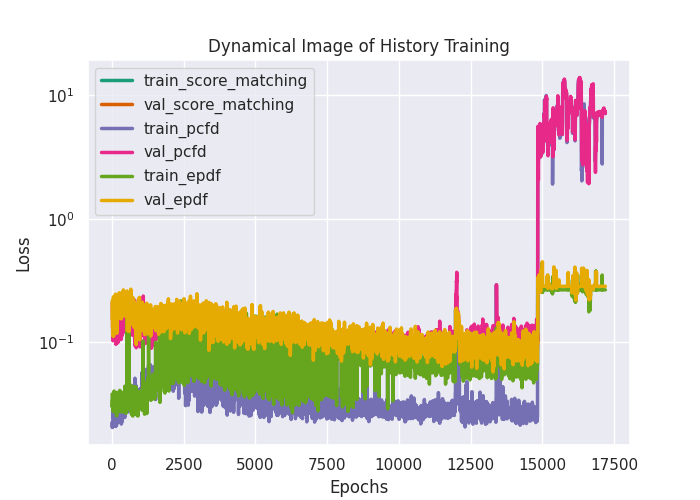 Dynamical Image of History Training
train_score_matching
val_score_matching
train_pcfd
val_pcfd
train_epdf
val_epdf
10¹
10⁰
10⁻¹
Loss
0
2500
5000
7500
10000
12500
15000
17500
Epochs